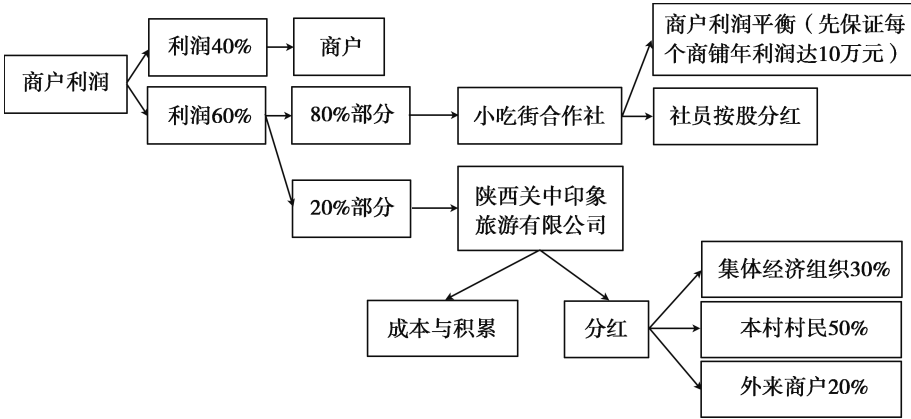 商户利润
利润40%
商户
利润60%
80%部分
小吃街合作社
商户利润平衡（先保证每
个商铺年利润达10万元）
社员按股分红
20%部分
陕西关中印象
旅游有限公司
成本与积累
分红
集体经济组织30%
本村村民50%
外来商户20%